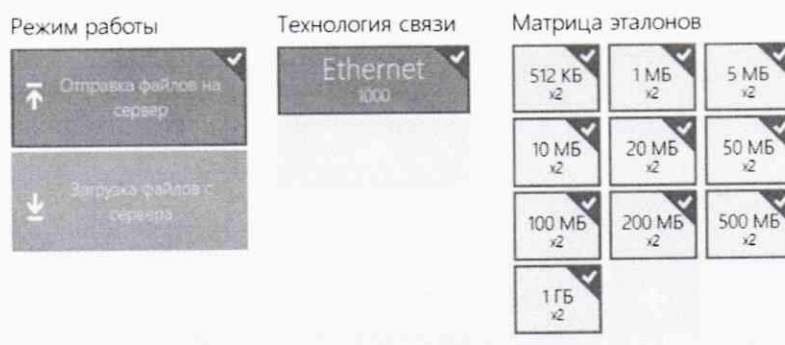 Режим работы
Отправка файлов на
сервер
Загрузка файлов с
сервера
Технология связи
Ethernet
1000
Матрица эталонов
512 КБ
x2
1 МБ
x2
5 МБ
x2
10 МБ
x2
20 МБ
x2
50 МБ
x2
100 МБ
x2
200 МБ
x2
500 МБ
x2
1 ГБ
x2